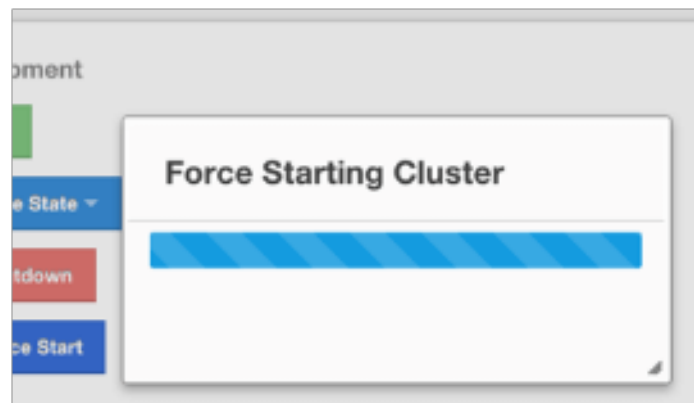 oment
Force Starting Cluster
e State
tdown
ce Start